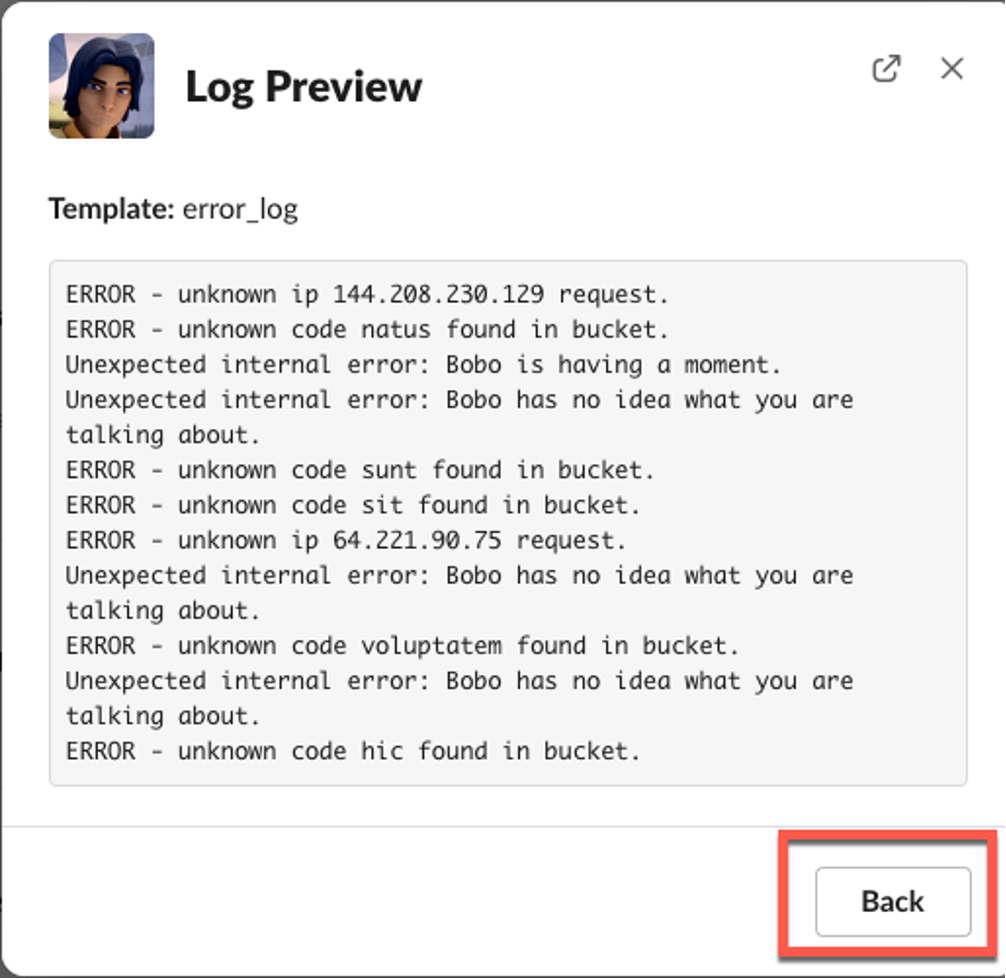 Log Preview
Template: error_log
ERROR - unknown ip 144.208.230.129 request.
ERROR - unknown code natus found in bucket.
Unexpected internal error: Bobo is having a moment.
Unexpected internal error: Bobo has no idea what you are
talking about.
ERROR - unknown code sunt found in bucket.
ERROR - unknown code sit found in bucket.
ERROR - unknown ip 64.221.90.75 request.
Unexpected internal error: Bobo has no idea what you are
talking about.
ERROR - unknown code voluptatem found in bucket.
Unexpected internal error: Bobo has no idea what you are
talking about.
ERROR - unknown code hic found in bucket.
Back